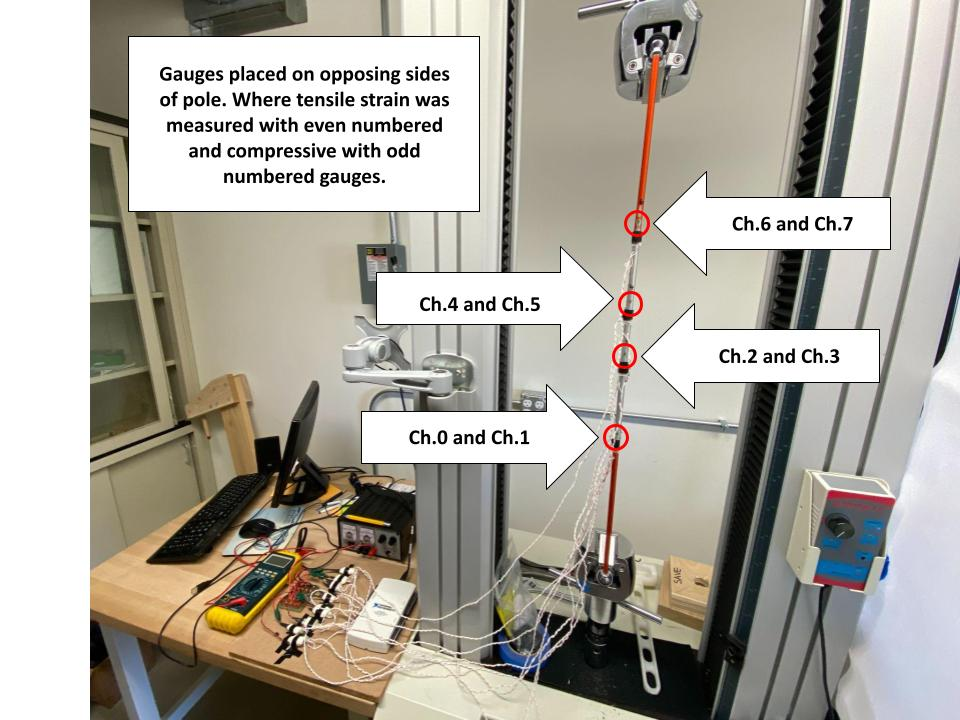 Gauges placed on opposing sides
of pole. Where tensile strain was
measured with even numbered
and compressive with odd
numbered gauges.
Ch.6 and Ch.7
Ch.4 and Ch.5
Ch.2 and Ch.3
Ch.0 and Ch.1
SAVE!